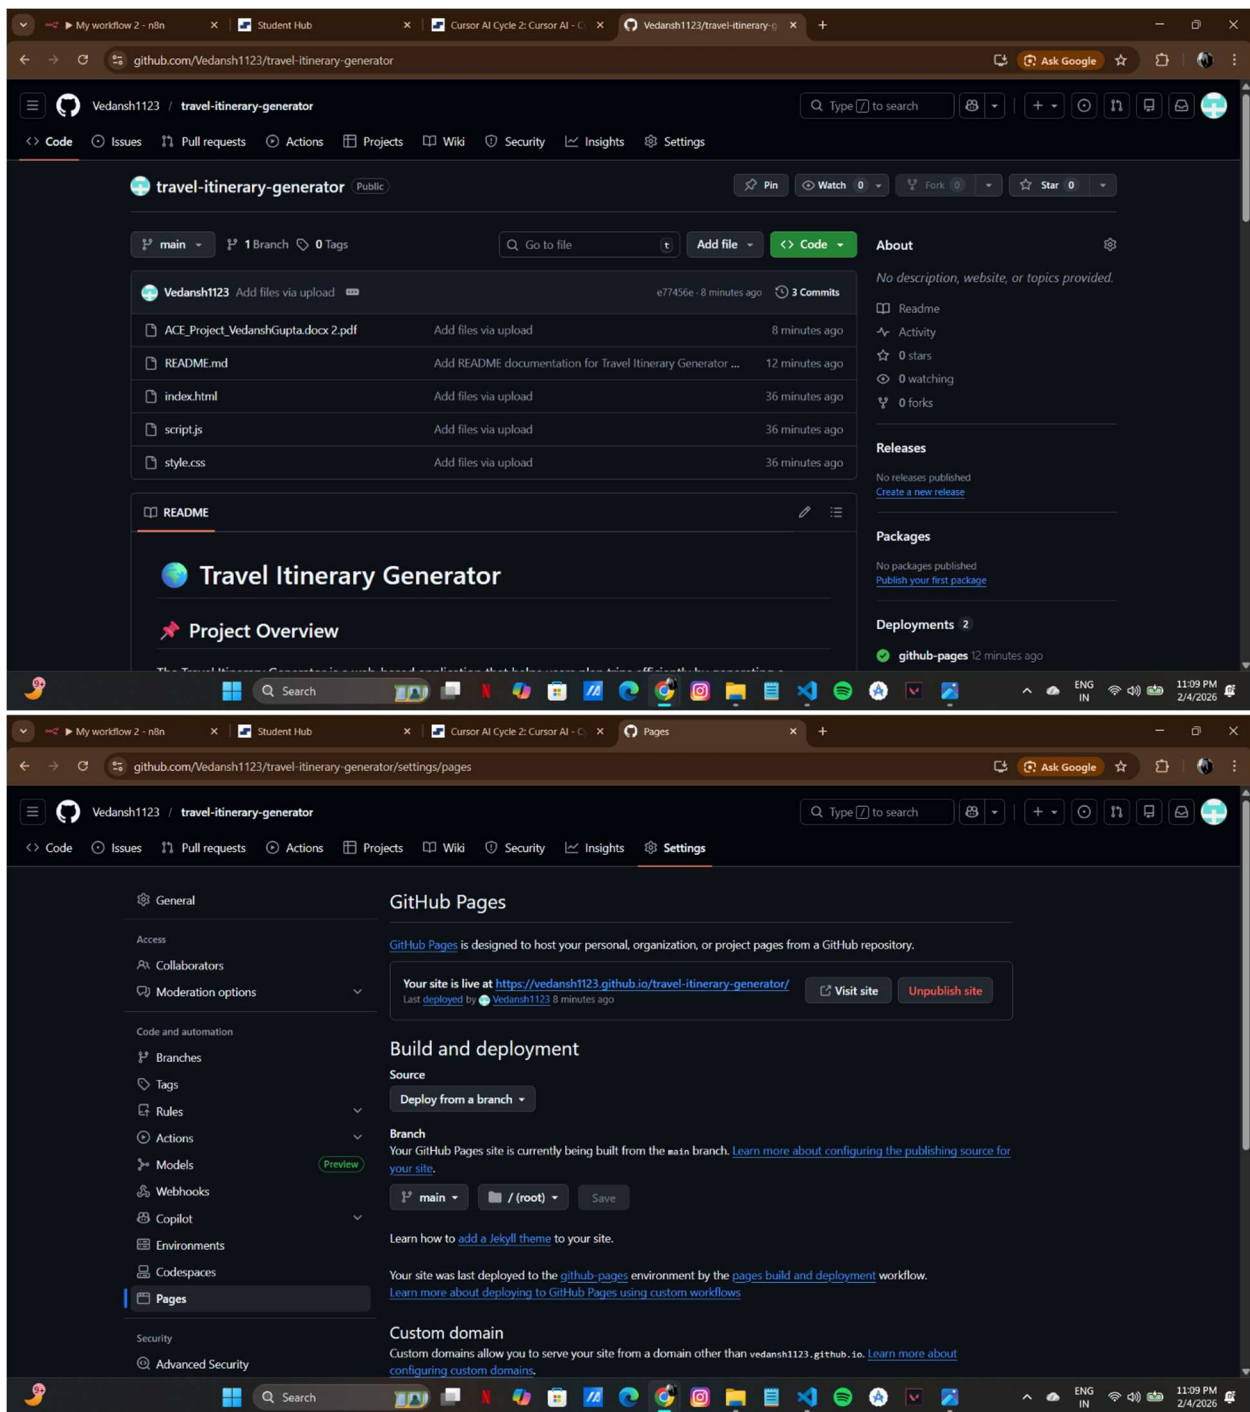 My workflow 2 - n8n
Student Hub
Cursor AI Cycle 2: Cursor AI - C
Vedansh1123/travel-itinerary-g
github.com/Vedansh1123/travel-itinerary-generator
Ask Google
Vedansh1123 / travel-itinerary-generator
Type / to search
Code Issues Pull requests Actions Projects Wiki Security Insights Settings
travel-itinerary-generator Public
Pin Watch 0 Fork 0 Star 0
main 1 Branch 0 Tags
Go to file t
Add file Code
About
No description, website, or topics provided.
Vedansh1123 Add files via upload
e77456e · 8 minutes ago 3 Commits
ACE_Project_VedanshGupta.docx 2.pdf Add files via upload 8 minutes ago
README.md Add README documentation for Travel Itinerary Generator ... 12 minutes ago
index.html Add files via upload 36 minutes ago
script.js Add files via upload 36 minutes ago
style.css Add files via upload 36 minutes ago
Readme
Activity
0 stars
0 watching
0 forks
Releases
No releases published
Create a new release
README
Packages
No packages published
Publish your first package
Travel Itinerary Generator
Project Overview
The Travel Itinerary Generator is a web-based application that helps users plan trips efficiently by generating a
Deployments 2
github-pages 12 minutes ago
9+
Search
ENG
IN
11:09 PM
2/4/2026
My workflow 2 - n8n
Student Hub
Cursor AI Cycle 2: Cursor AI - C
Pages
github.com/Vedansh1123/travel-itinerary-generator/settings/pages
Ask Google
Vedansh1123 / travel-itinerary-generator
Type / to search
Code Issues Pull requests Actions Projects Wiki Security Insights Settings
General
Access
Collaborators
Moderation options
Code and automation
Branches
Tags
Rules
Actions
Models Preview
Webhooks
Copilot
Environments
Codespaces
Pages
Security
Advanced Security
GitHub Pages
GitHub Pages is designed to host your personal, organization, or project pages from a GitHub repository.
Your site is live at https://vedansh1123.github.io/travel-itinerary-generator/
Last deployed by Vedansh1123 8 minutes ago
Visit site
Unpublish site
Build and deployment
Source
Deploy from a branch
Branch
Your GitHub Pages site is currently being built from the main branch. Learn more about configuring the publishing source for
your site.
main / (root) Save
Learn how to add a Jekyll theme to your site.
Your site was last deployed to the github-pages environment by the pages build and deployment workflow.
Learn more about deploying to GitHub Pages using custom workflows
Custom domain
Custom domains allow you to serve your site from a domain other than vedansh1123.github.io. Learn more about
configuring custom domains.
9+
Search
ENG
IN
11:09 PM
2/4/2026